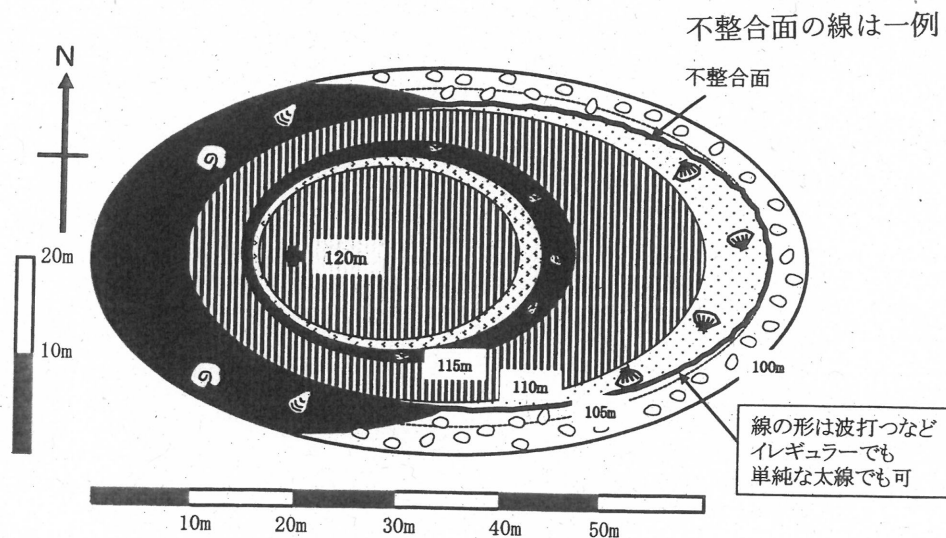 不整合面の線は一例
N
不整合面
20m
10m
120m
115m
110m
105m
100m
線の形は波打つなど
イレギュラーでも
単純な太線でも可
10m
20m
30m
40m
50m